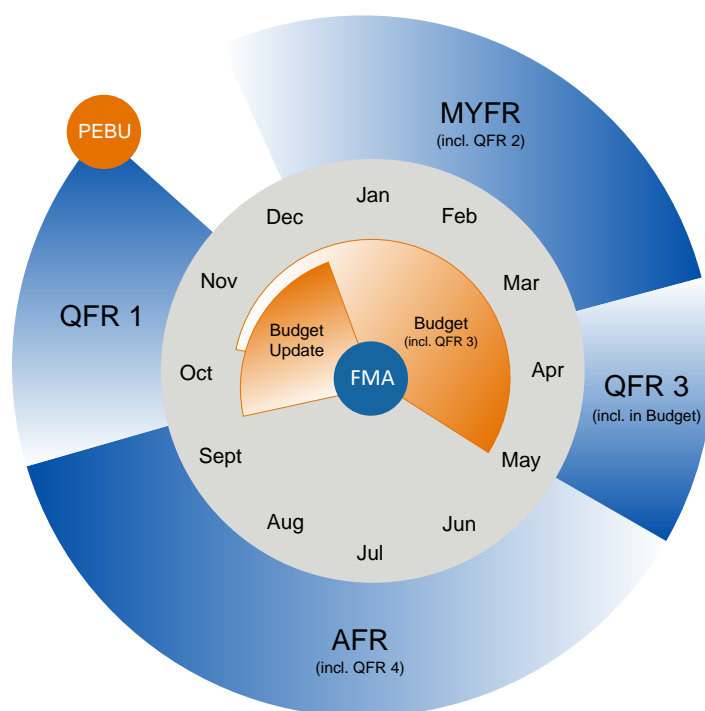 MYFR
(incl. QFR 2)
PEBU
Jan
Dec
Feb
Nov
Mar
QFR 1
Budget
Update
Budget
(incl. QFR 3)
Oct
FMA
Apr
QFR 3
(incl. in Budget)
Sept
May
Aug
Jun
Jul
AFR
(incl. QFR 4)